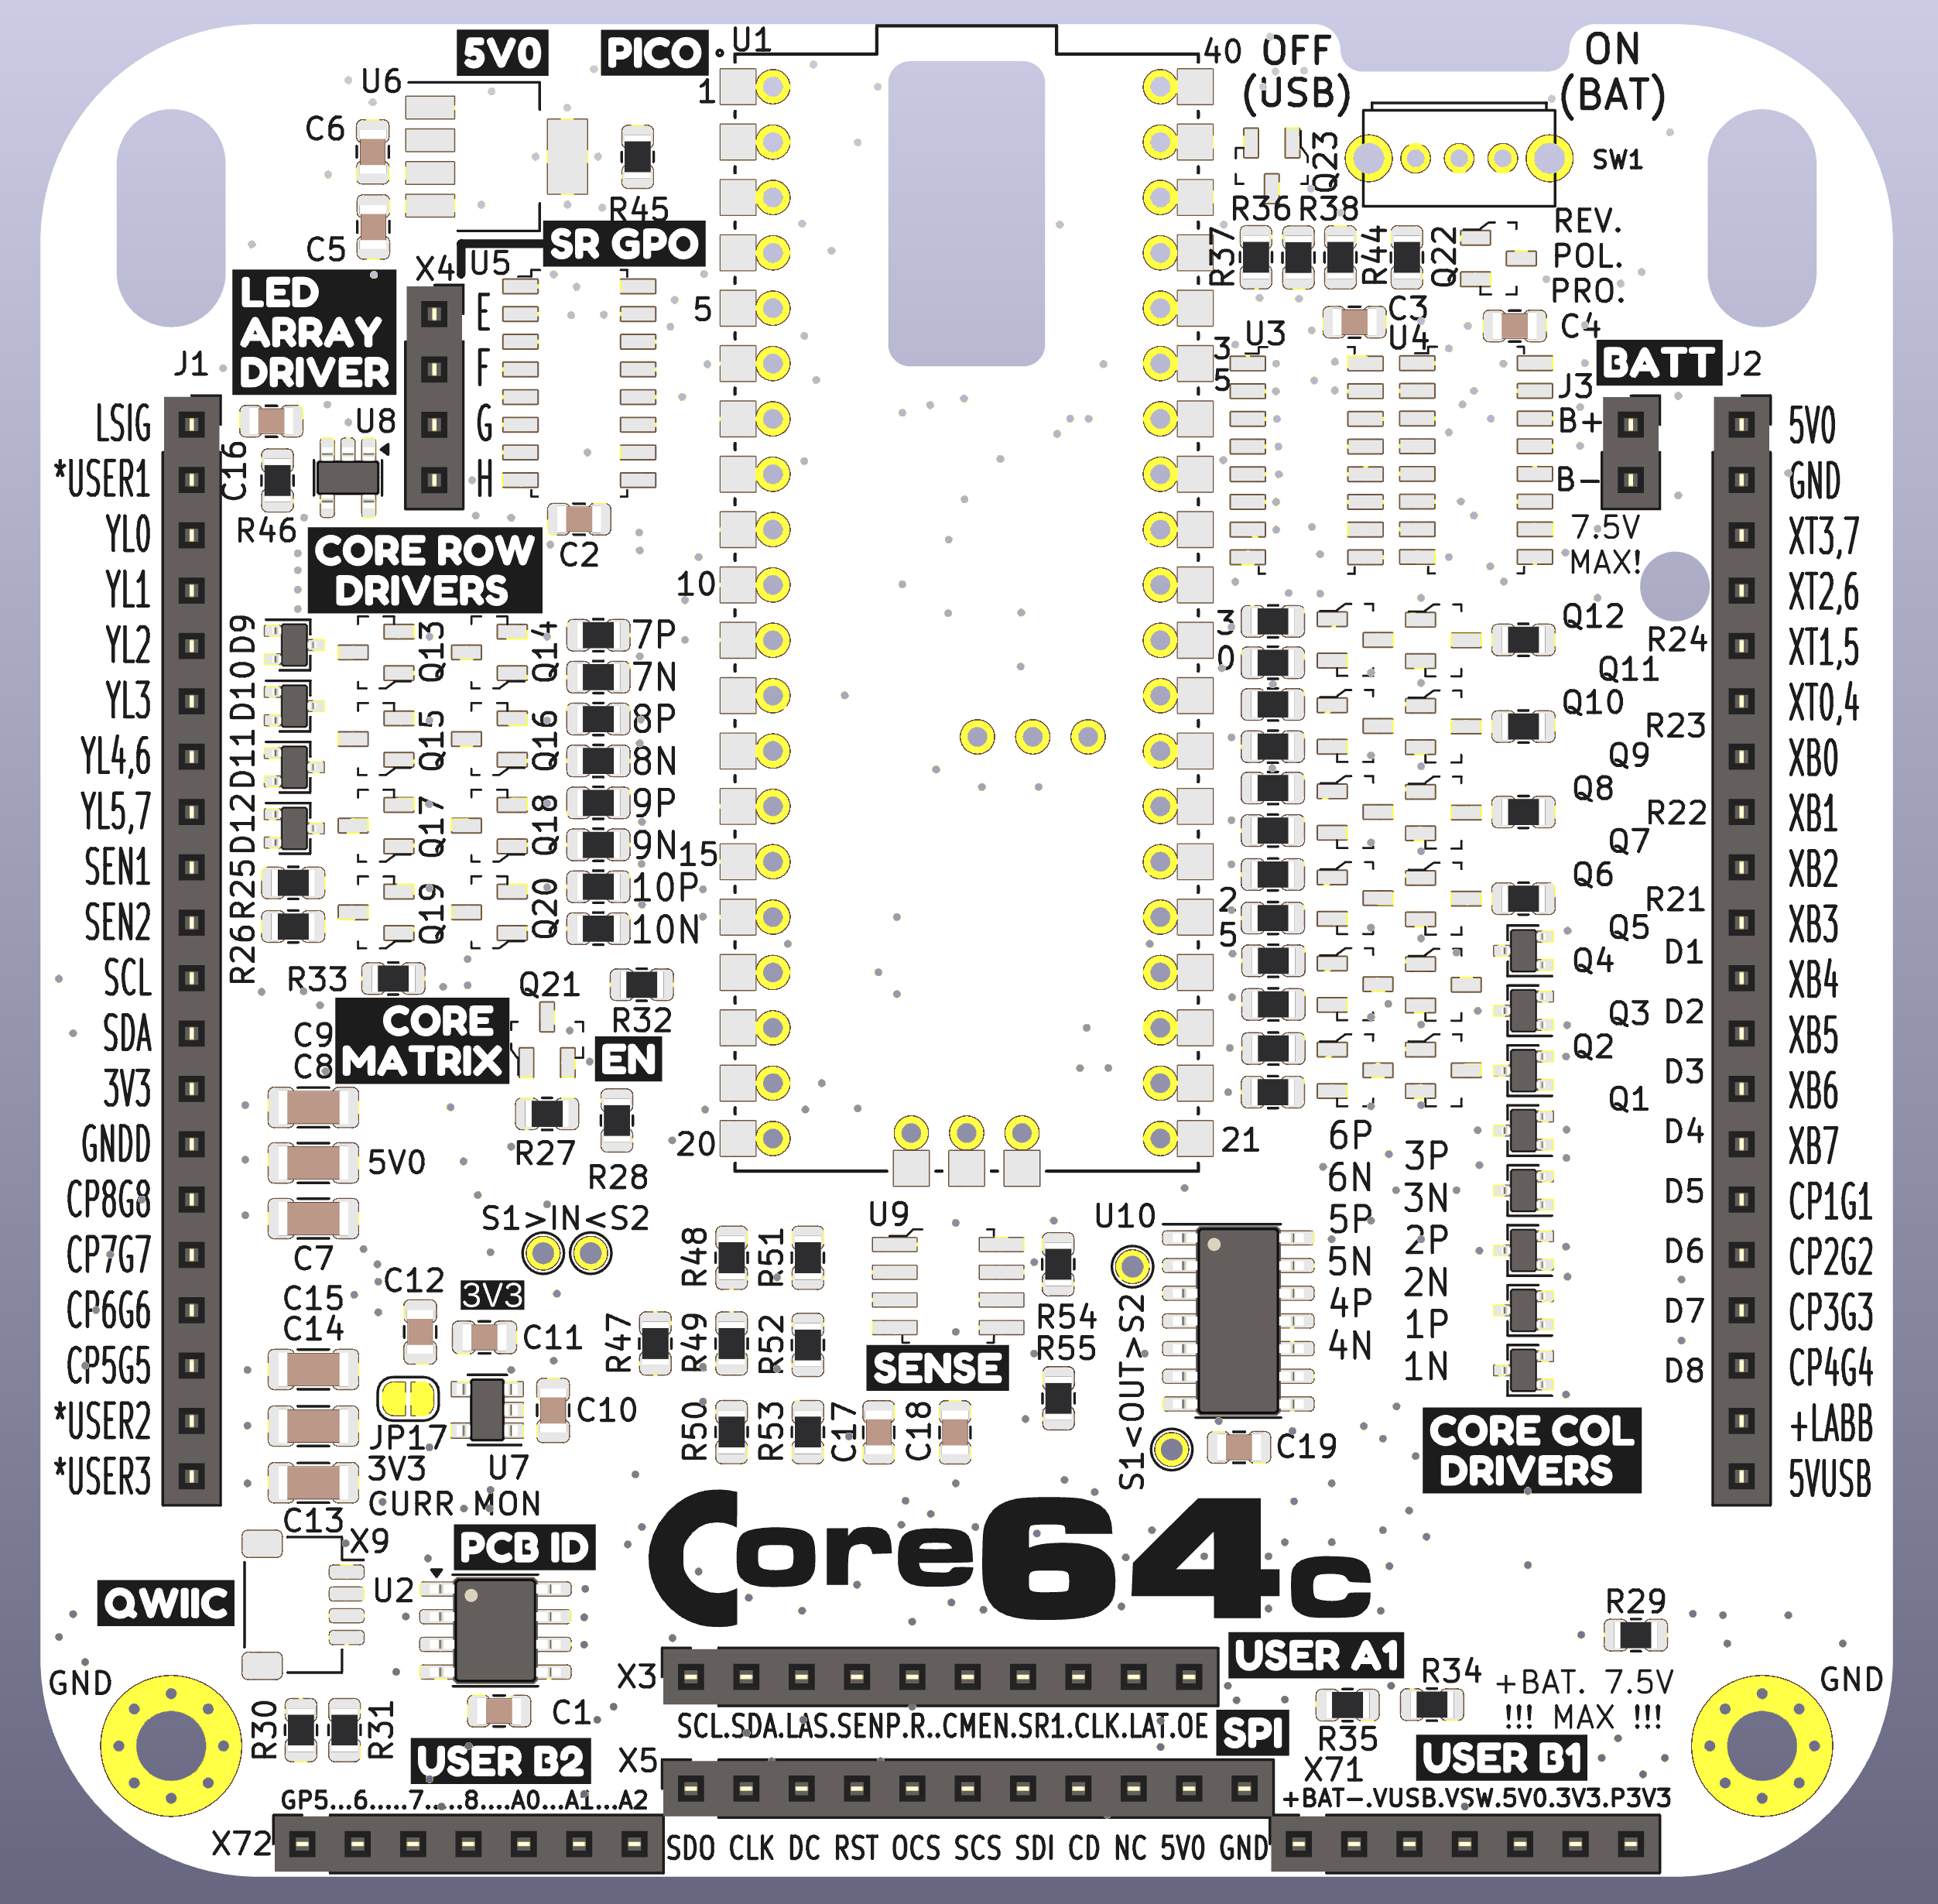 5V0
PICO
U1
40
OFF
(USB)
ON
(BAT)
U6
1
C6
Q23
SW1
R45
R36
R38
C5
SR GPO
R37
R44
Q22
REV.
POL.
PRO.
X4
U5
LED
ARRAY
DRIVER
E
F
G
H
5
C3
C4
U3
U4
3
5
BATT
J1
J2
J3
U8
B+
B-
7.5V
MAX!
C16
R46
C2
LSIG
*USER1
YL0
YL1
YL2
YL3
YL4,6
YL5,7
SEN1
SEN2
SCL
SDA
3V3
GNDD
CP8G8
CP7G7
CP6G6
CP5G5
*USER2
*USER3
5V0
GND
XT3,7
XT2,6
XT1,5
XT0,4
XB0
XB1
XB2
XB3
XB4
XB5
XB6
XB7
CP1G1
CP2G2
CP3G3
CP4G4
+LABB
5VUSB
CORE ROW
DRIVERS
10
D9
D10
D11
D12
R25
R26
Q13
Q14
Q15
Q16
Q17
Q18
Q19
Q20
7P
7N
8P
8N
9P
9N
10P
10N
15
3
0
2
5
Q12
R24
Q11
Q10
R23
Q9
Q8
R22
Q7
Q6
R21
Q5
D1
Q4
Q3
D2
Q2
D3
Q1
D4
D5
D6
D7
D8
R33
Q21
R32
CORE
MATRIX
EN
C9
C8
R27
R28
20
21
5V0
C7
S1>IN<S2
6P
6N
5P
5N
4P
4N
3P
3N
2P
2N
1P
1N
U9
U10
R48
R51
C12
3V3
C15
C14
C11
R47
R49
R52
R54
R55
S1<OUT>S2
SENSE
C10
R50
R53
C17
C18
C19
CORE COL
DRIVERS
JP17
3V3
CURR MON
U7
C13
X9
PCB ID
Core64c
QWIIC
U2
R29
GND
GND
X3
USER A1
R34
+BAT. 7.5V
!!! MAX !!!
R30
R31
C1
SCL.SDA.LAS.SENP.R..CMEN.SR1.CLK.LAT.OE
SPI
R35
USER B2
X5
X71
USER B1
GP5...6.....7.....8....A0...A1...A2
+BAT-.VUSB.VSW.5V0.3V3.P3V3
X72
SDO CLK DC RST OCS SCS SDI CD NC 5V0 GND